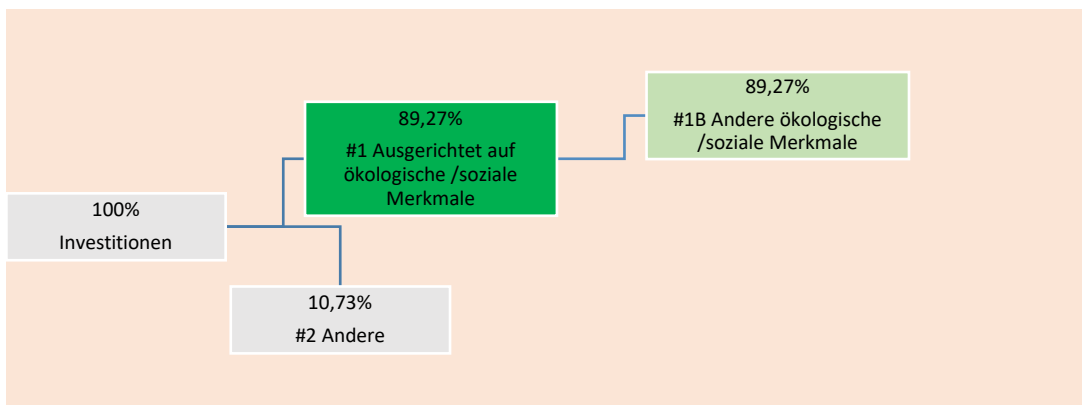 100%
Investitionen
89,27%
#1 Ausgerichtet auf
ökologische /soziale
Merkmale
89,27%
#1B Andere ökologische
/soziale Merkmale
10,73%
#2 Andere